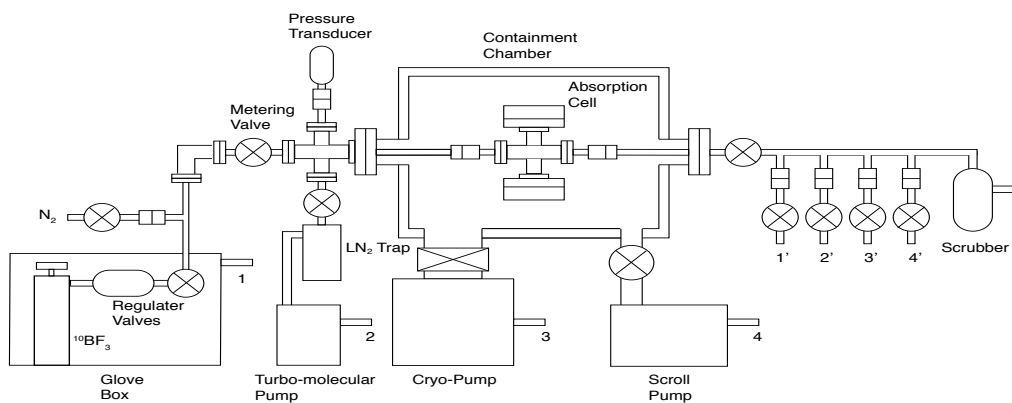 Pressure
Transducer
Containment
Chamber
Absorption
Cell
Metering
Valve
N₂
LN₂ Trap
1' 2' 3' 4'
Scrubber
1
Regulater
Valves
¹⁰BF₃
2
3
4
Glove
Box
Turbo-molecular
Pump
Cryo-Pump
Scroll
Pump